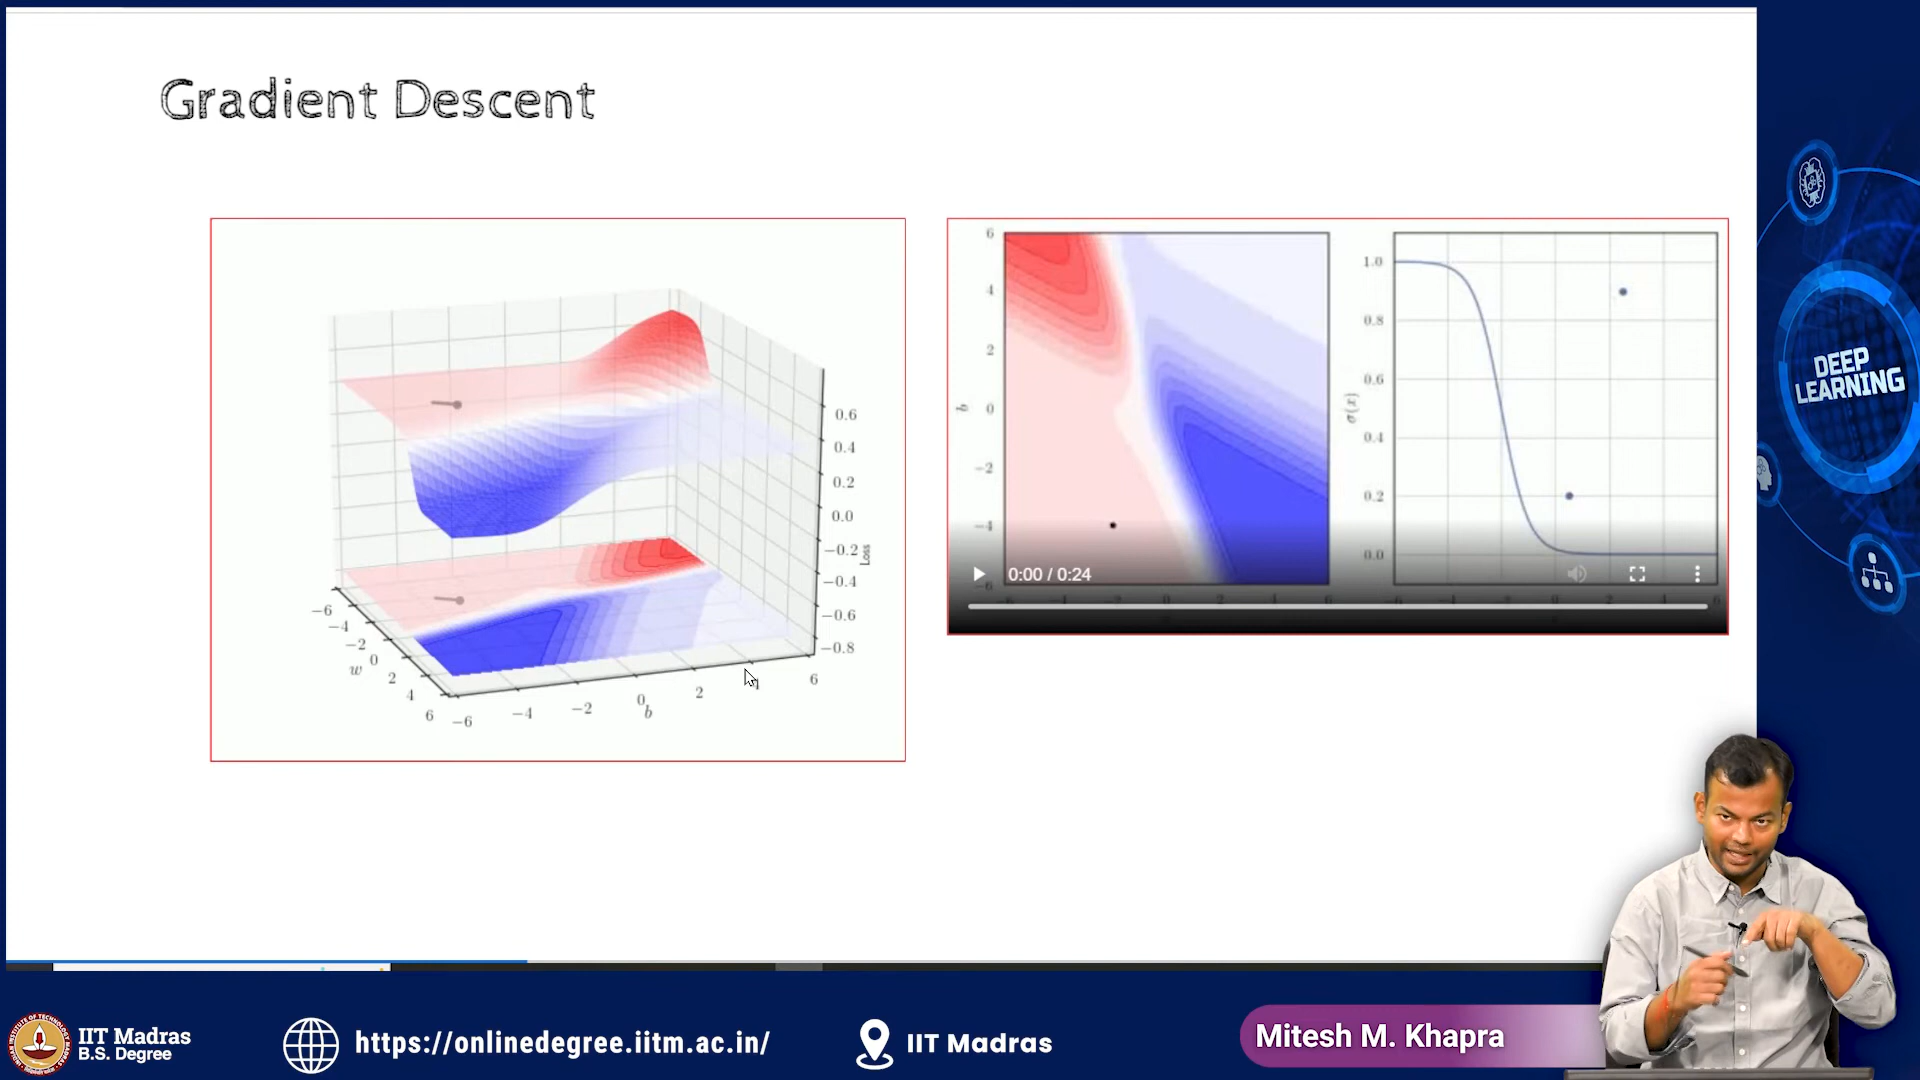 Gradient Descent
0.6
0.4
0.2
0.0
−0.2
−0.4
−0.6
−0.8
Loss
−6
−4
−2
0
2
4
6
w
−6
−4
−2
0
2
6
b
6
4
2
0
−2
−4
−6
b
1.0
0.8
0.6
0.4
0.2
0.0
σ(x)
0:00 / 0:24
DEEP
LEARNING
IIT Madras
B.S. Degree
https://onlinedegree.iitm.ac.in/
IIT Madras
Mitesh M. Khapra